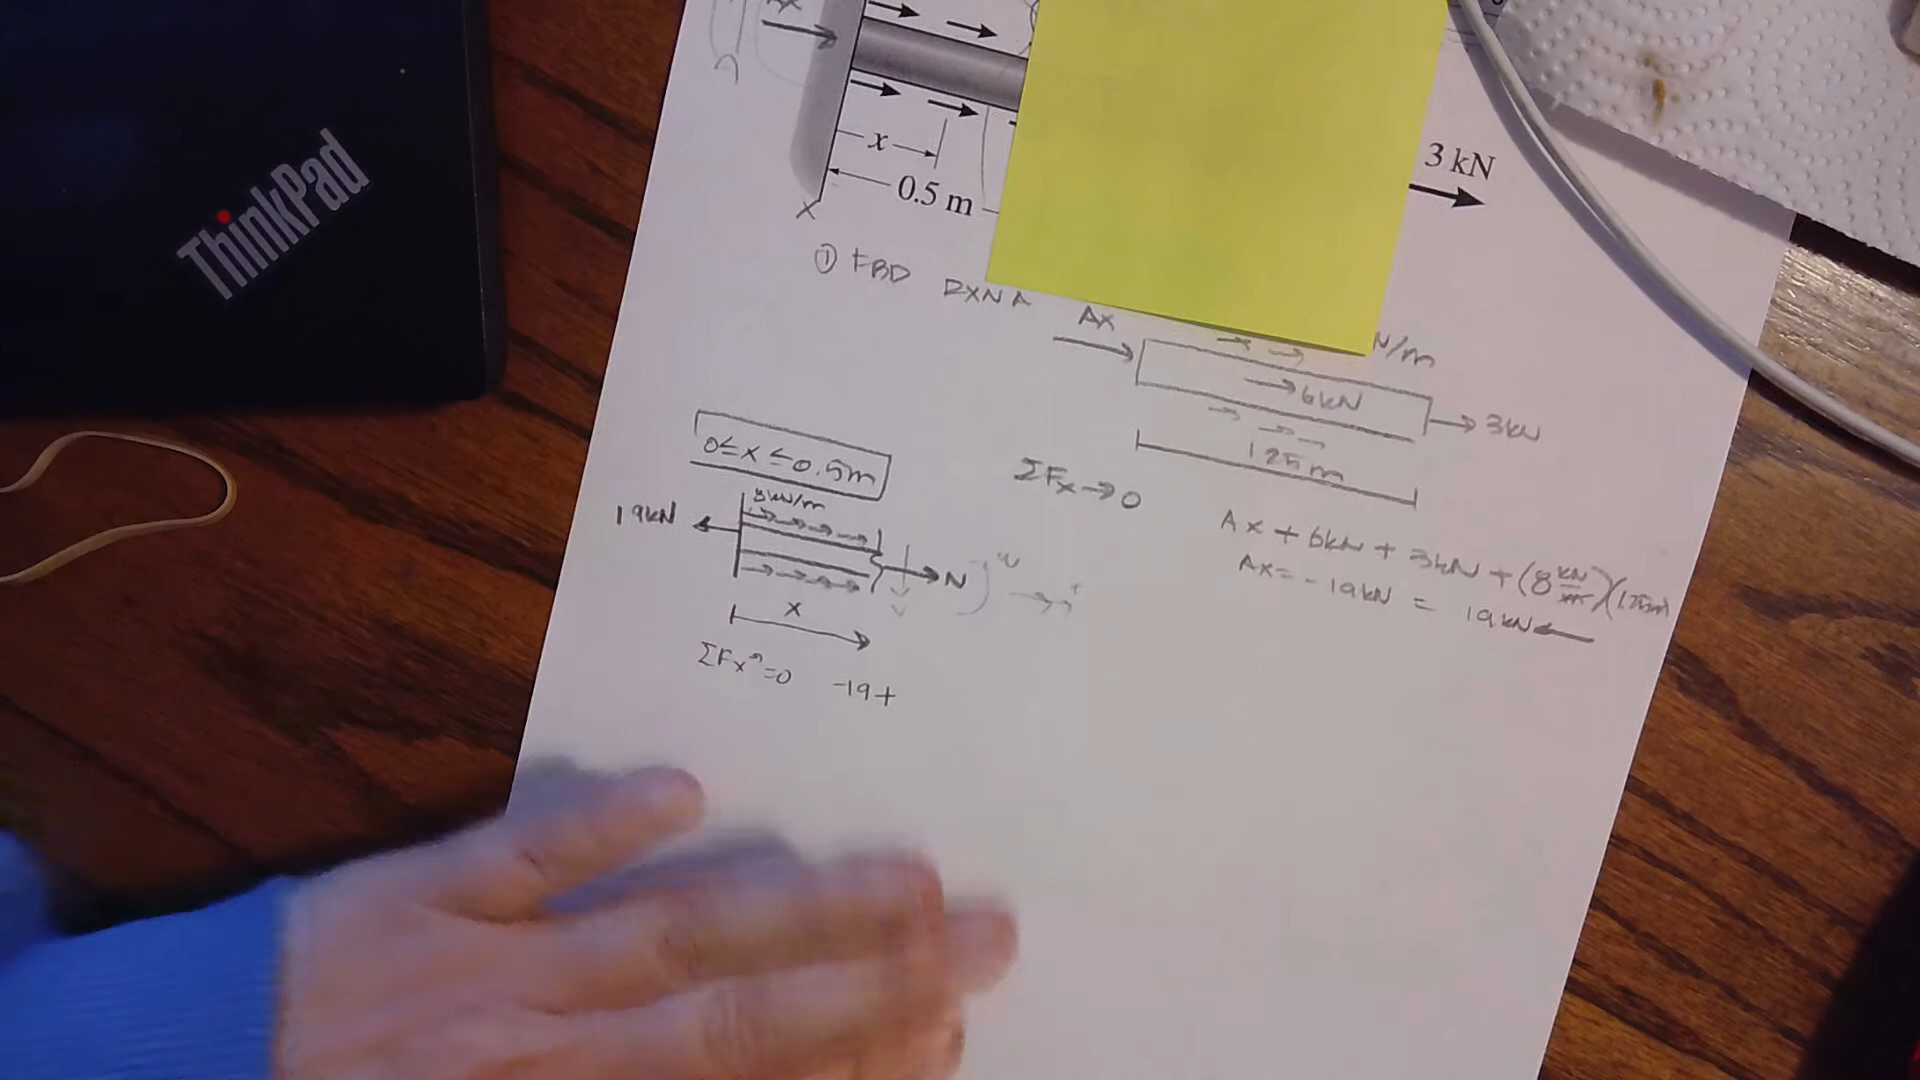 ThinkPad
Ax
x
0.5 m
3 kN
X
① FBD RXN A
Ax
N/m
6kN
3kN
1.25m
0≤x≤0.5m
ΣFx→0
8kN/m
19kN
N
x
Ax + 6kN + 3kN + (8 kN/m)(1.25m)
Ax = -19kN = 19kN ←
ΣFx=0 -19+